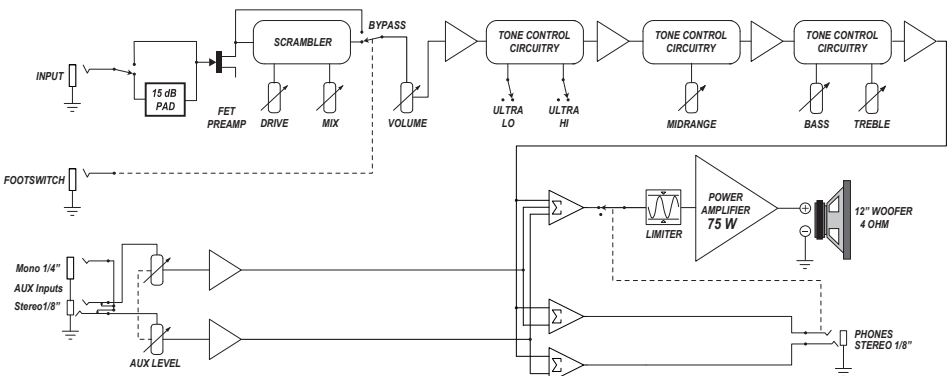 BYPASS
SCRAMBLER
TONE CONTROL
CIRCUITRY
TONE CONTROL
CIRCUITRY
TONE CONTROL
CIRCUITRY
INPUT
15 dB
PAD
FET
PREAMP
DRIVE
MIX
VOLUME
ULTRA
LO
ULTRA
HI
MIDRANGE
BASS
TREBLE
FOOTSWITCH
Σ
LIMITER
POWER
AMPLIFIER
75 W
+
−
12" WOOFER
4 OHM
Mono 1/4"
AUX Inputs
Stereo1/8"
AUX LEVEL
Σ
Σ
PHONES
STEREO 1/8"